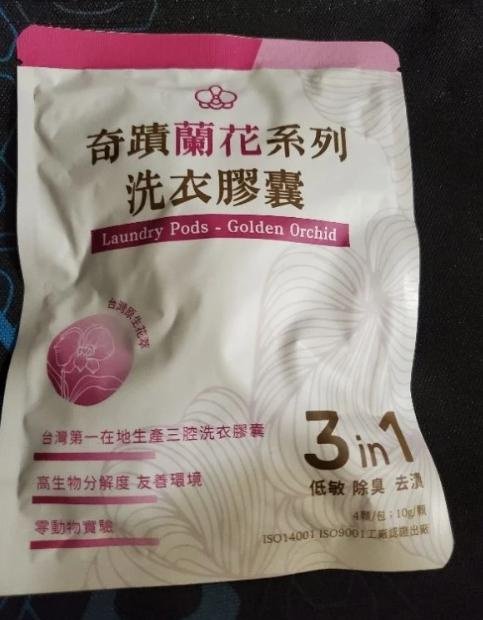 奇蹟蘭花系列
洗衣膠囊
Laundry Pods - Golden Orchid
台灣原生花萃
台灣第一在地生產三腔洗衣膠囊
高生物分解度 友善環境
零動物實驗
3in1
低敏 除臭 去漬
4顆/包；10g/顆
ISO14001 ISO9001工廠認證出廠